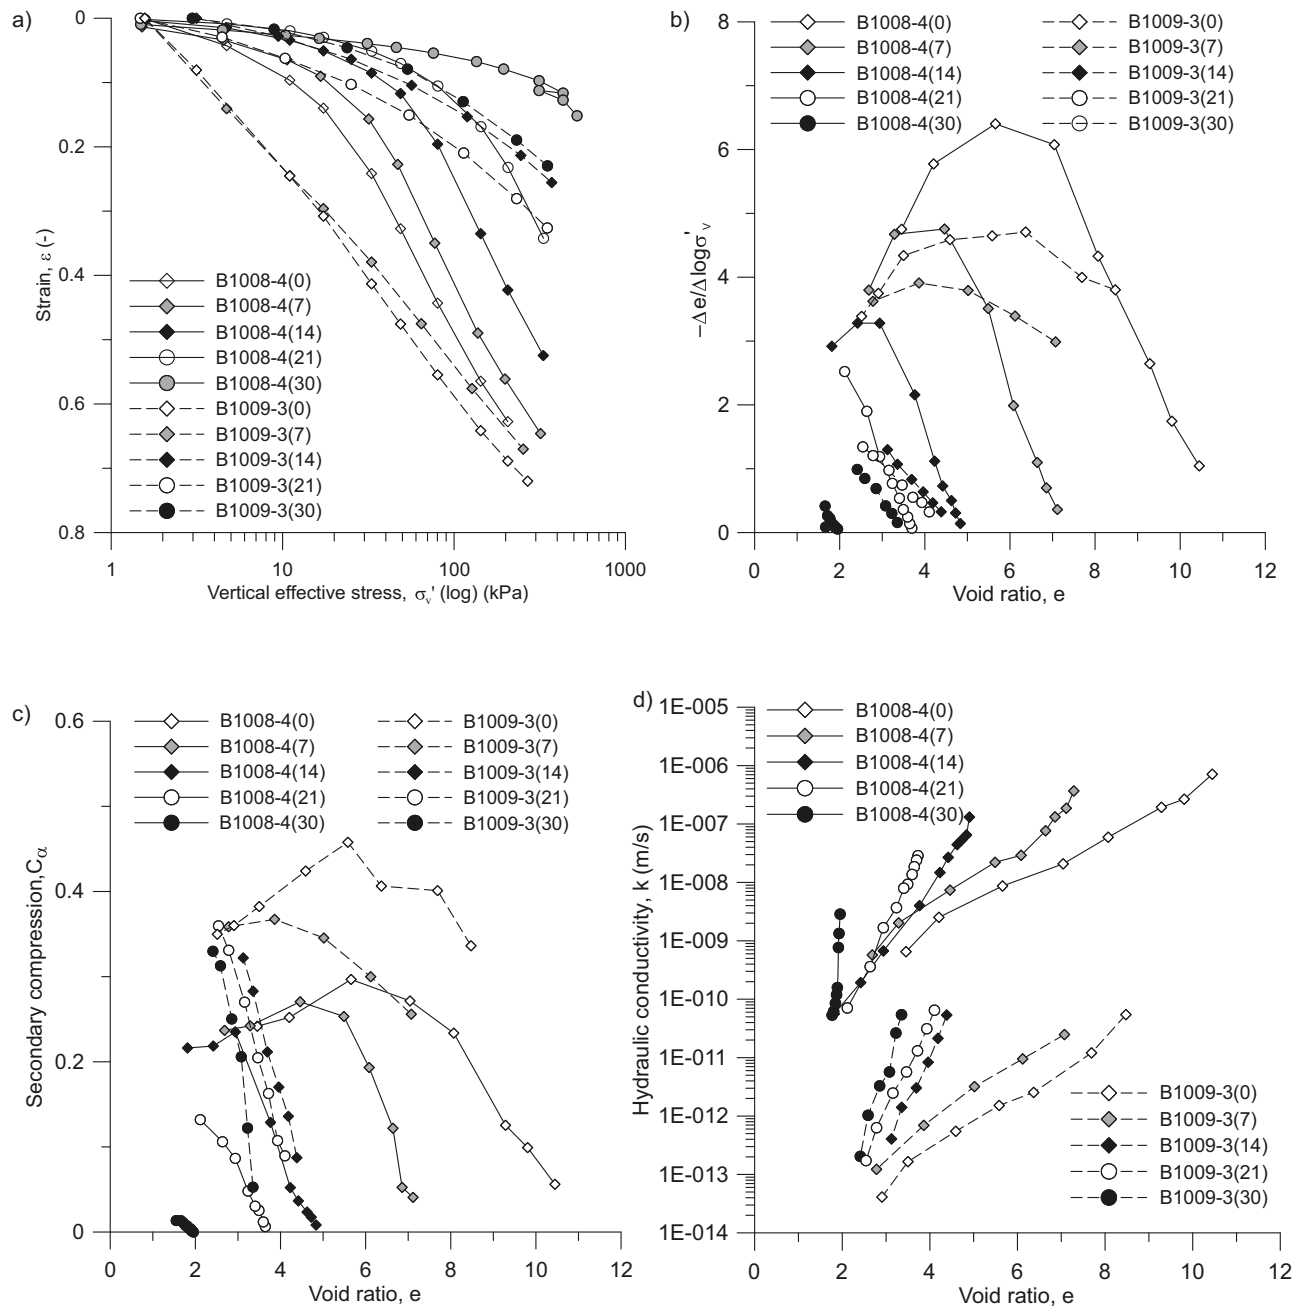 a)
0
0.2
0.4
0.6
0.8
Strain, ε (-)
B1008-4(0)
B1008-4(7)
B1008-4(14)
B1008-4(21)
B1008-4(30)
B1009-3(0)
B1009-3(7)
B1009-3(14)
B1009-3(21)
B1009-3(30)
1 10 100 1000
Vertical effective stress, σv' (log) (kPa)
b)
8
6
4
2
0
−Δe/Δlogσ'v
B1008-4(0)
B1008-4(7)
B1008-4(14)
B1008-4(21)
B1008-4(30)
B1009-3(0)
B1009-3(7)
B1009-3(14)
B1009-3(21)
B1009-3(30)
0 2 4 6 8 10 12
Void ratio, e
c)
0.6
0.4
0.2
0
Secondary compression,Cα
B1008-4(0)
B1008-4(7)
B1008-4(14)
B1008-4(21)
B1008-4(30)
B1009-3(0)
B1009-3(7)
B1009-3(14)
B1009-3(21)
B1009-3(30)
2 4 6 8 10 12
Void ratio, e
d)
1E-005
1E-006
1E-007
1E-008
1E-009
1E-010
1E-011
1E-012
1E-013
1E-014
Hydraulic conductivity, k (m/s)
B1008-4(0)
B1008-4(7)
B1008-4(14)
B1008-4(21)
B1008-4(30)
B1009-3(0)
B1009-3(7)
B1009-3(14)
B1009-3(21)
B1009-3(30)
0 2 4 6 8 10 12
Void ratio, e